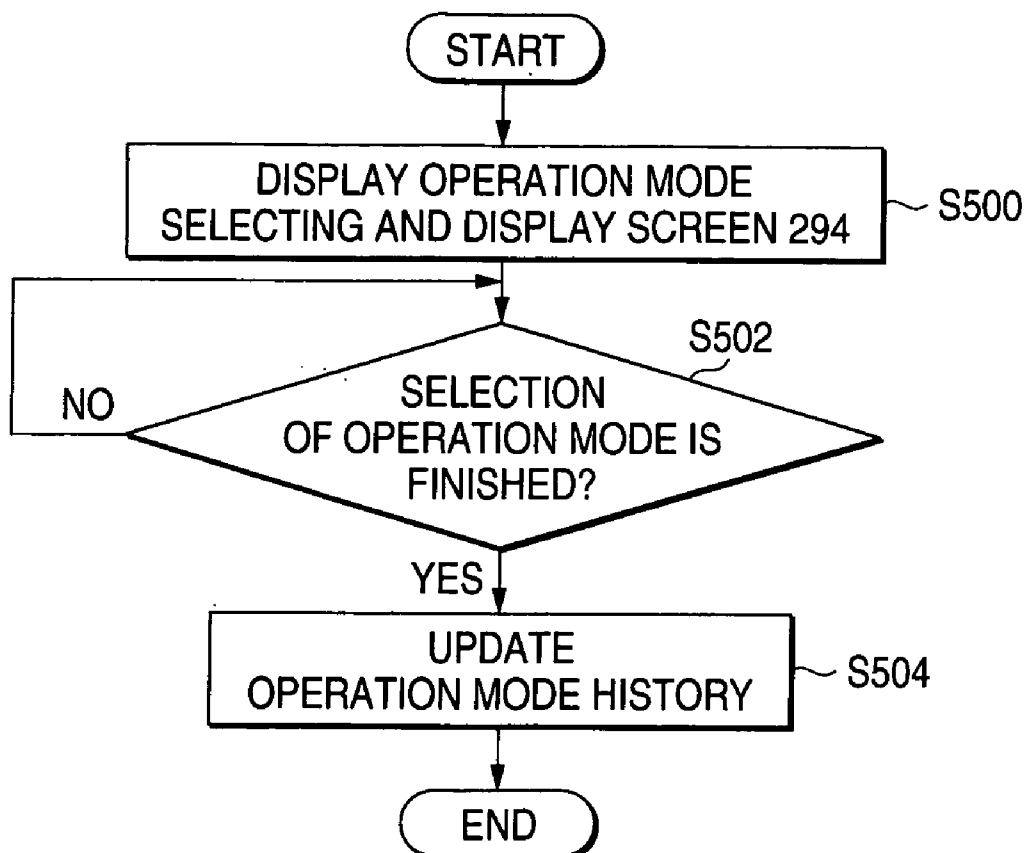 START
DISPLAY OPERATION MODE
SELECTING AND DISPLAY SCREEN 294
S500
S502
SELECTION
OF OPERATION MODE IS
FINISHED?
NO
YES
UPDATE
OPERATION MODE HISTORY
S504
END